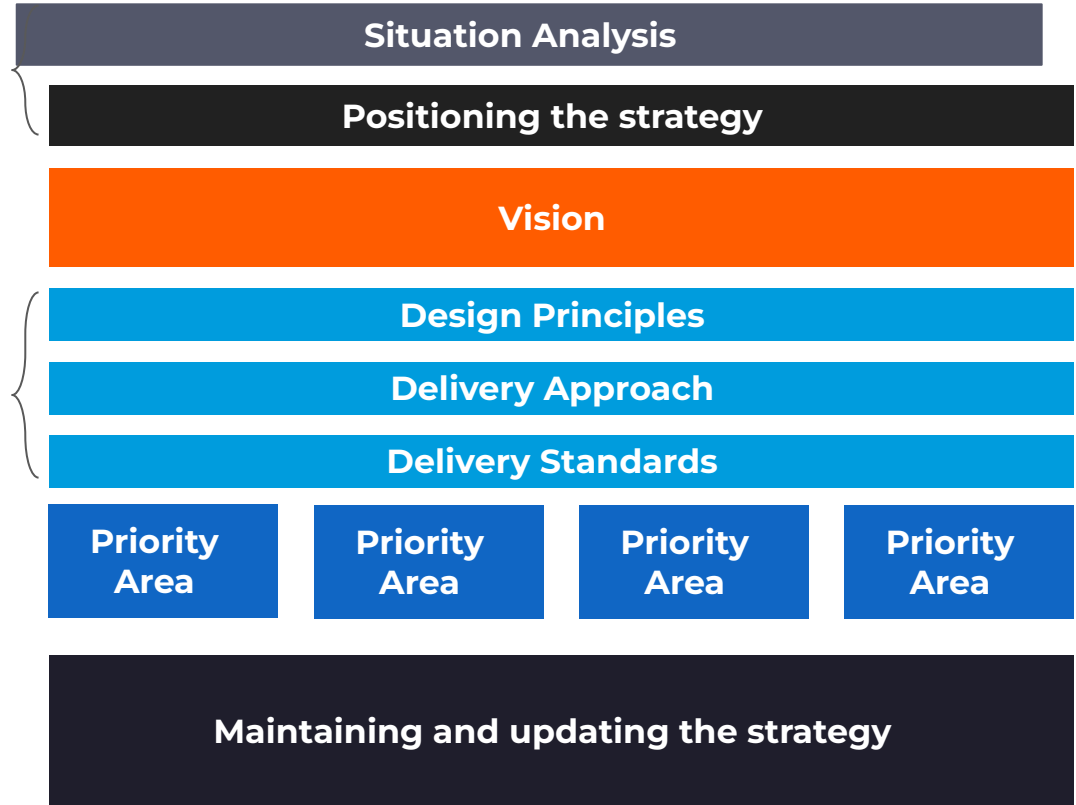 Situation Analysis
Positioning the strategy
Vision
Design Principles
Delivery Approach
Delivery Standards
Priority
Area
Priority
Area
Priority
Area
Priority
Area
Maintaining and updating the strategy